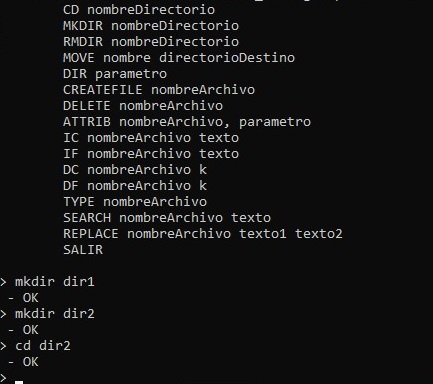 CD nombreDirectorio
MKDIR nombreDirectorio
RMDIR nombreDirectorio
MOVE nombre directorioDestino
DIR parametro
CREATEFILE nombreArchivo
DELETE nombreArchivo
ATTRIB nombreArchivo, parametro
IC nombreArchivo texto
IF nombreArchivo texto
DC nombreArchivo k
DF nombreArchivo k
TYPE nombreArchivo
SEARCH nombreArchivo texto
REPLACE nombreArchivo texto1 texto2
SALIR
> mkdir dir1
- OK
> mkdir dir2
- OK
> cd dir2
- OK
>